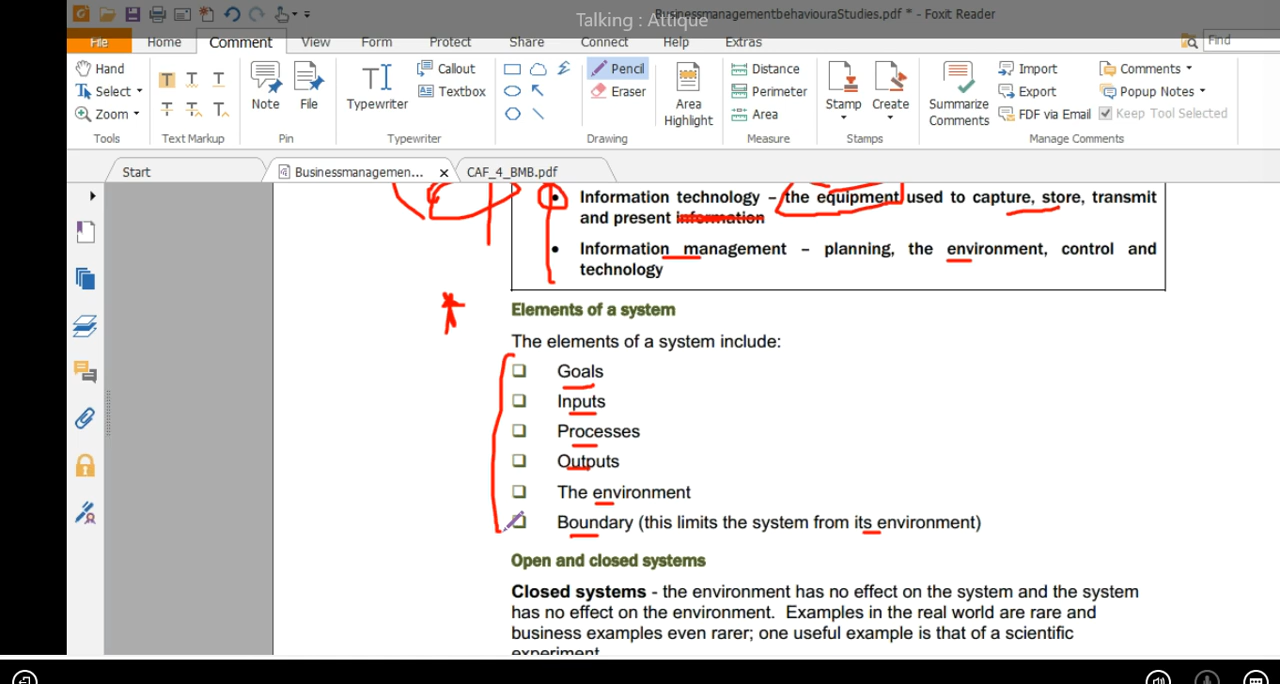 Talking : Attique
BusinessmanagementbehaviouraStudies.pdf * - Foxit Reader
File Home Comment View Form Protect Share Connect Help Extras Find
Hand
Select
Zoom
Tools
Text Markup
Note
File
Pin
Typewriter
Callout
Textbox
Typewriter
Pencil
Eraser
Area
Highlight
Drawing
Distance
Perimeter
Area
Measure
Stamp
Create
Stamps
Summarize
Comments
Import
Export
FDF via Email
Comments
Popup Notes
Keep Tool Selected
Manage Comments
Start
Businessmanagemen... ×
CAF_4_BMB.pdf
• Information technology – the equipment used to capture, store, transmit
and present information
• Information management – planning, the environment, control and
technology
Elements of a system
The elements of a system include:
Goals
Inputs
Processes
Outputs
The environment
Boundary (this limits the system from its environment)
Open and closed systems
Closed systems - the environment has no effect on the system and the system
has no effect on the environment. Examples in the real world are rare and
business examples even rarer; one useful example is that of a scientific
experiment